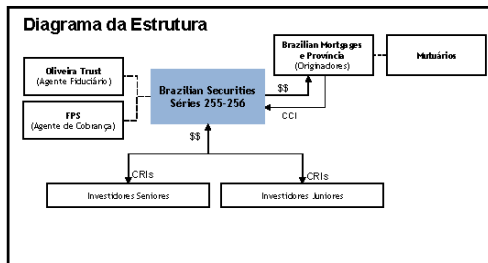 Diagrama da Estrutura
Oliveira Trust
(Agente Fiduciário)
FPS
(Agente de Cobrança)
Brazilian Securities
Séries 255-256
$$
CCI
Brazilian Mortgages
e Província
(Originadores)
Mutuários
$$
CRIs
CRIs
Investidores Seniores
Investidores Juniores